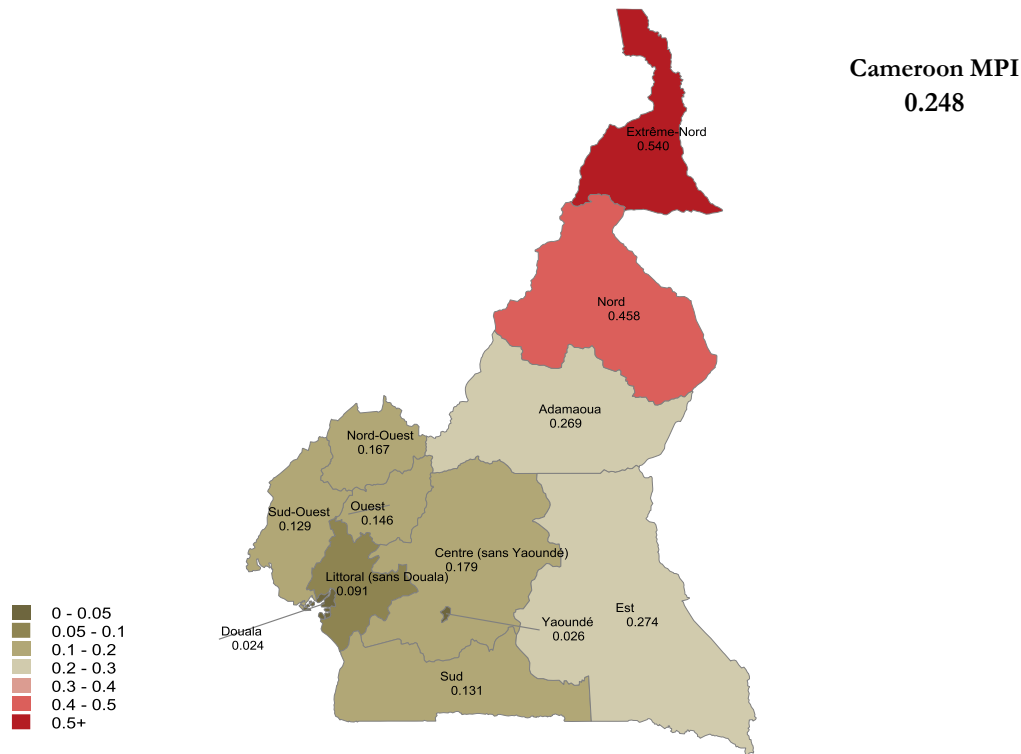 Cameroon MPI
0.248
Extrême-Nord
0.540
Nord
0.458
Adamaoua
0.269
Nord-Ouest
0.167
Ouest
0.146
Sud-Ouest
0.129
Centre (sans Yaoundé)
0.179
Littoral (sans Douala)
0.091
Est
0.274
Yaoundé
0.026
Douala
0.024
Sud
0.131
0 - 0.05
0.05 - 0.1
0.1 - 0.2
0.2 - 0.3
0.3 - 0.4
0.4 - 0.5
0.5+